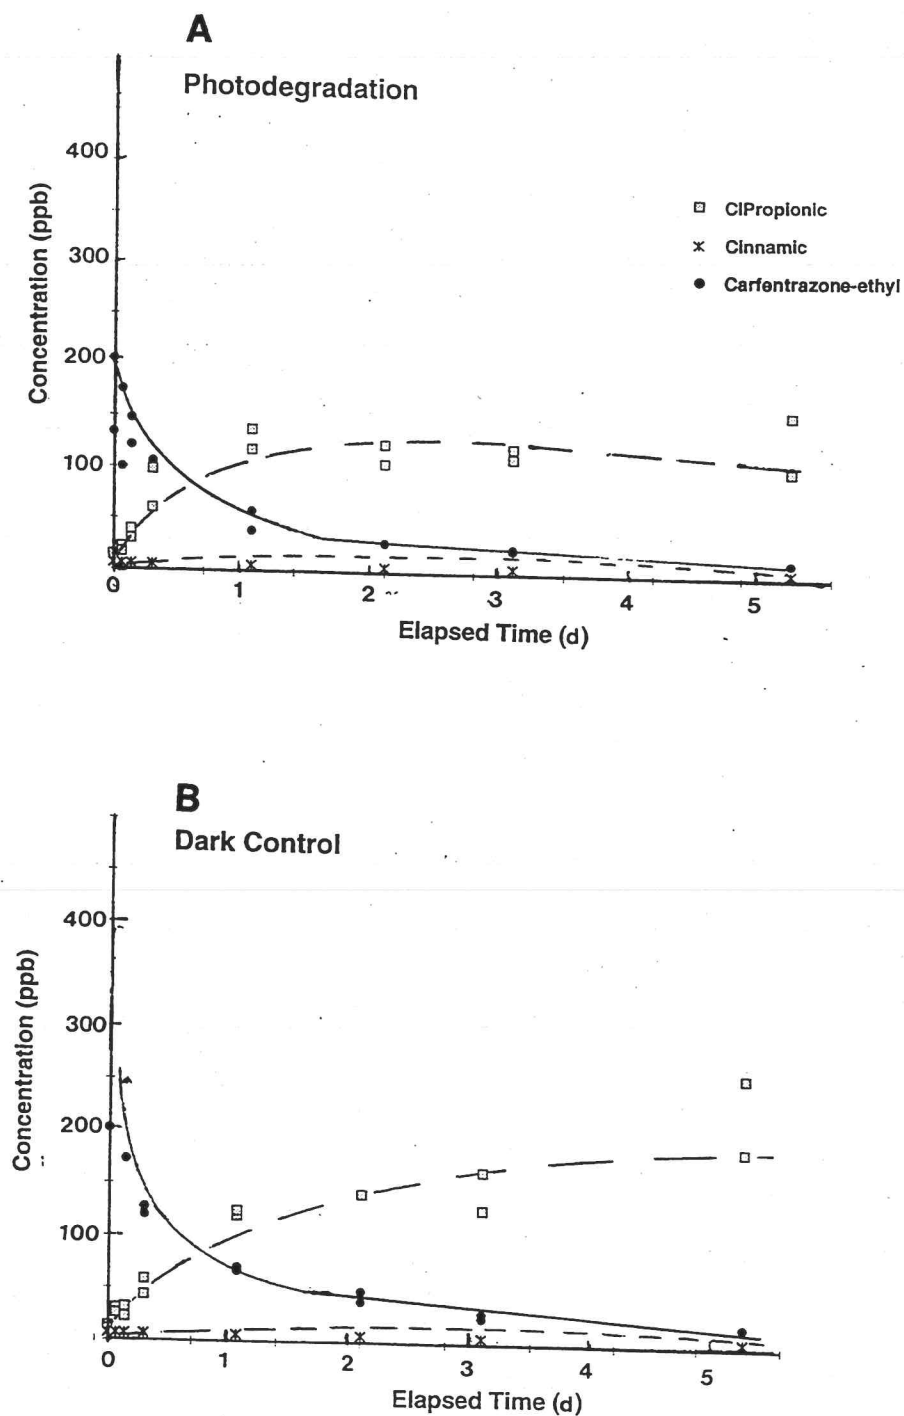 A
Photodegradation
Concentration (ppb)
400
300
200
100
0 1 2 3 4 5
Elapsed Time (d)
ClPropionic
Cinnamic
Carfentrazone-ethyl
B
Dark Control
Concentration (ppb)
400
300
200
100
0 1 2 3 4 5
Elapsed Time (d)